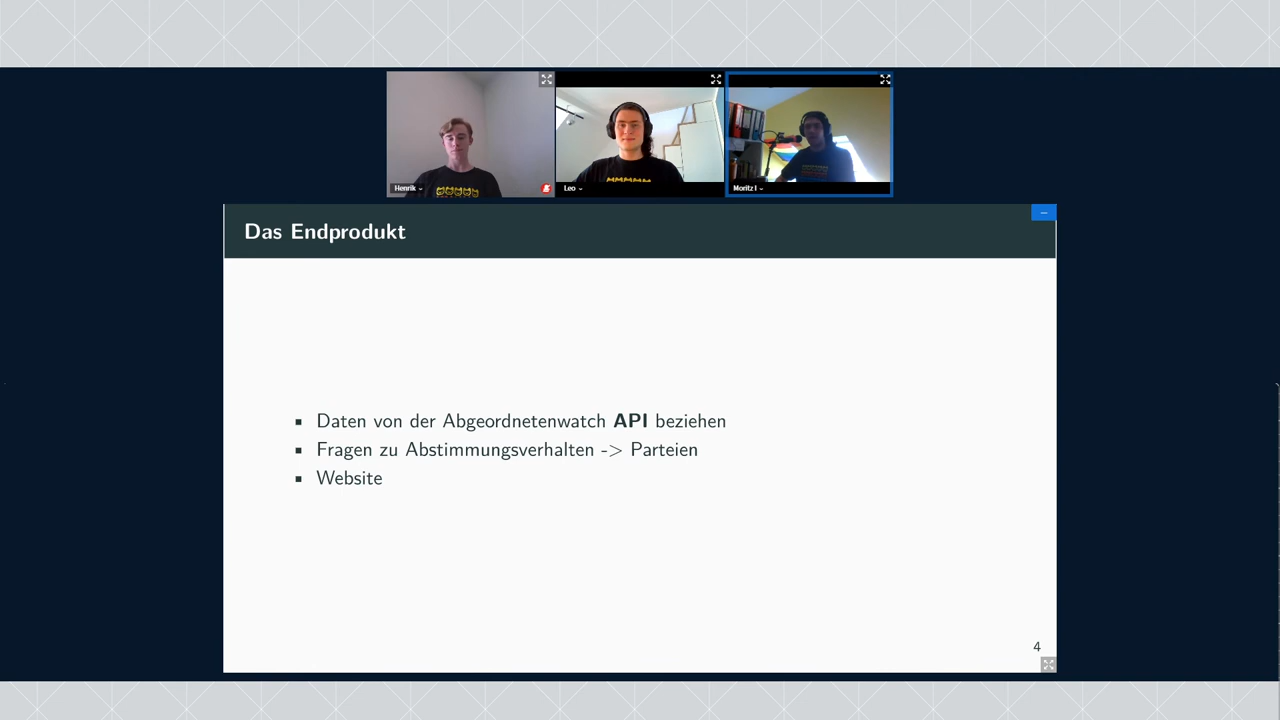 Henrik
Leo
Moritz I
Das Endprodukt
Daten von der Abgeordnetenwatch API beziehen
Fragen zu Abstimmungsverhalten -> Parteien
Website
4